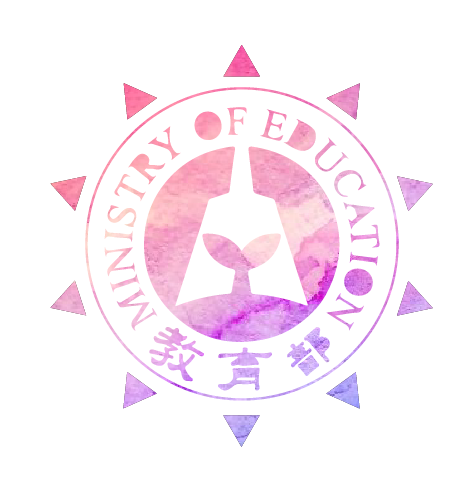 MINISTRY OF EDUCATION
教育部